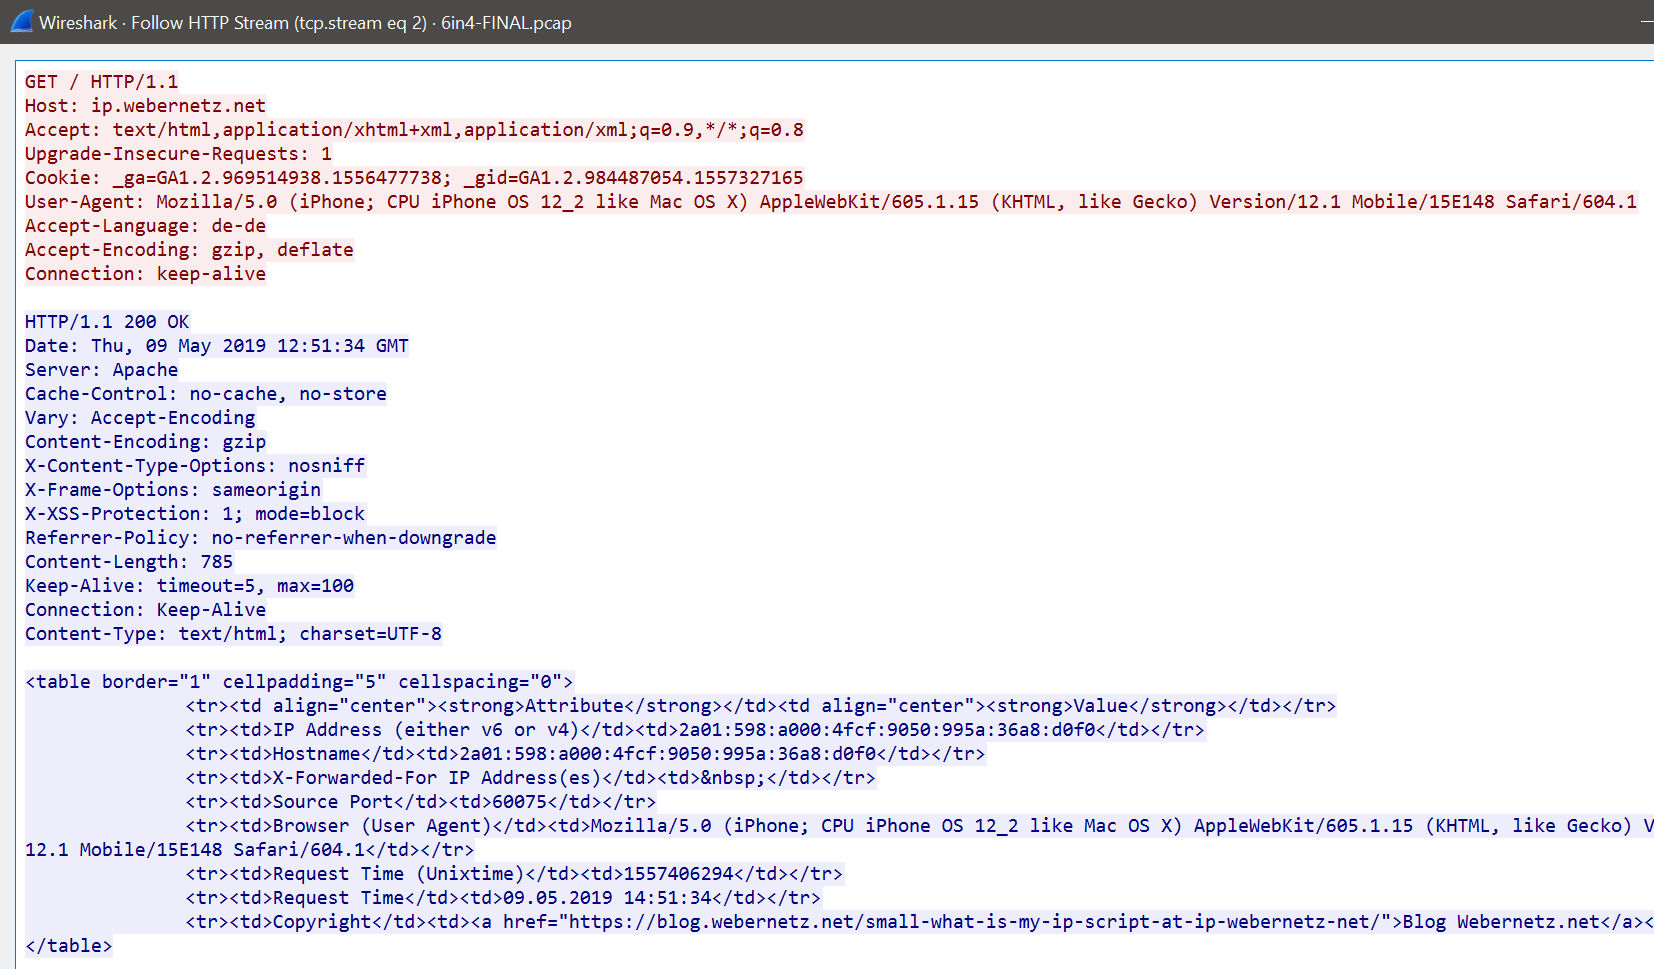 Wireshark · Follow HTTP Stream (tcp.stream eq 2) · 6in4-FINAL.pcap
GET / HTTP/1.1
Host: ip.webernetz.net
Accept: text/html,application/xhtml+xml,application/xml;q=0.9,*/*;q=0.8
Upgrade-Insecure-Requests: 1
Cookie: _ga=GA1.2.969514938.1556477738; _gid=GA1.2.984487054.1557327165
User-Agent: Mozilla/5.0 (iPhone; CPU iPhone OS 12_2 like Mac OS X) AppleWebKit/605.1.15 (KHTML, like Gecko) Version/12.1 Mobile/15E148 Safari/604.1
Accept-Language: de-de
Accept-Encoding: gzip, deflate
Connection: keep-alive
HTTP/1.1 200 OK
Date: Thu, 09 May 2019 12:51:34 GMT
Server: Apache
Cache-Control: no-cache, no-store
Vary: Accept-Encoding
Content-Encoding: gzip
X-Content-Type-Options: nosniff
X-Frame-Options: sameorigin
X-XSS-Protection: 1; mode=block
Referrer-Policy: no-referrer-when-downgrade
Content-Length: 785
Keep-Alive: timeout=5, max=100
Connection: Keep-Alive
Content-Type: text/html; charset=UTF-8
<table border="1" cellpadding="5" cellspacing="0">
<tr><td align="center"><strong>Attribute</strong></td><td align="center"><strong>Value</strong></td></tr>
<tr><td>IP Address (either v6 or v4)</td><td>2a01:598:a000:4fcf:9050:995a:36a8:d0f0</td></tr>
<tr><td>Hostname</td><td>2a01:598:a000:4fcf:9050:995a:36a8:d0f0</td></tr>
<tr><td>X-Forwarded-For IP Address(es)</td><td>&nbsp;</td></tr>
<tr><td>Source Port</td><td>60075</td></tr>
<tr><td>Browser (User Agent)</td><td>Mozilla/5.0 (iPhone; CPU iPhone OS 12_2 like Mac OS X) AppleWebKit/605.1.15 (KHTML, like Gecko) V
12.1 Mobile/15E148 Safari/604.1</td></tr>
<tr><td>Request Time (Unixtime)</td><td>1557406294</td></tr>
<tr><td>Request Time</td><td>09.05.2019 14:51:34</td></tr>
<tr><td>Copyright</td><td><a href="https://blog.webernetz.net/small-what-is-my-ip-script-at-ip-webernetz-net/">Blog Webernetz.net</a><
</table>